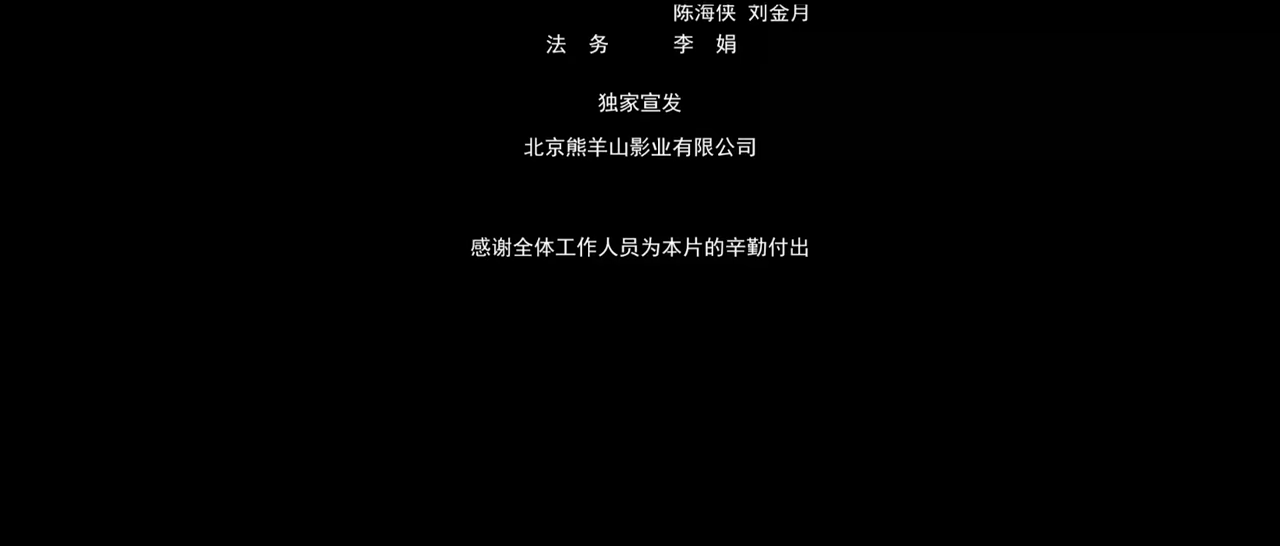 陈海侠 刘金月
法 务 李 娟
独家宣发
北京熊羊山影业有限公司
感谢全体工作人员为本片的辛勤付出